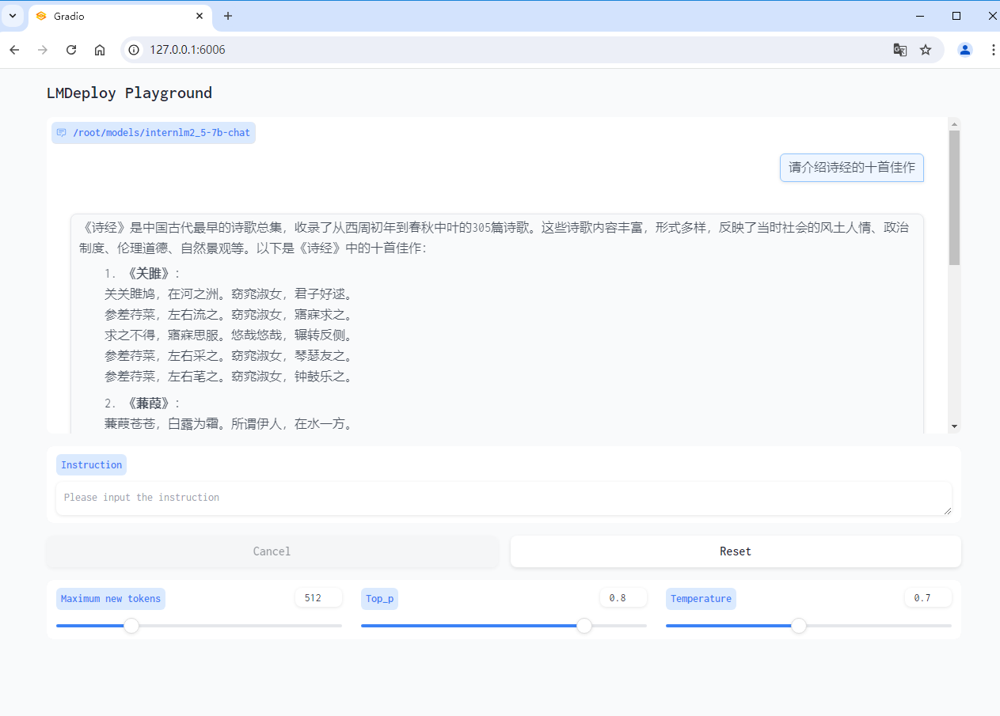 Gradio
127.0.0.1:6006
LMDeploy Playground
/root/models/internlm2_5-7b-chat
请介绍诗经的十首佳作
《诗经》是中国古代最早的诗歌总集，收录了从西周初年到春秋中叶的305篇诗歌。这些诗歌内容丰富，形式多样，反映了当时社会的风土人情、政治
制度、伦理道德、自然景观等。以下是《诗经》中的十首佳作：
1. 《关雎》：
关关雎鸠，在河之洲。窈窕淑女，君子好逑。
参差荇菜，左右流之。窈窕淑女，寤寐求之。
求之不得，寤寐思服。悠哉悠哉，辗转反侧。
参差荇菜，左右采之。窈窕淑女，琴瑟友之。
参差荇菜，左右芼之。窈窕淑女，钟鼓乐之。
2. 《蒹葭》：
蒹葭苍苍，白露为霜。所谓伊人，在水一方。
Instruction
Please input the instruction
Cancel
Reset
Maximum new tokens
512
Top_p
0.8
Temperature
0.7